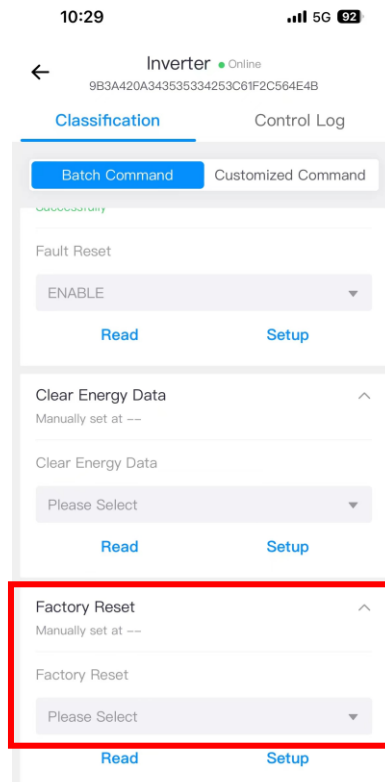 10:29
5G 92
Inverter Online
9B3A420A343535334253C61F2C564E4B
Classification Control Log
Batch Command Customized Command
Successfully
Fault Reset
ENABLE
Read Setup
Clear Energy Data
Manually set at --
Clear Energy Data
Please Select
Read Setup
Factory Reset
Manually set at --
Factory Reset
Please Select
Read Setup